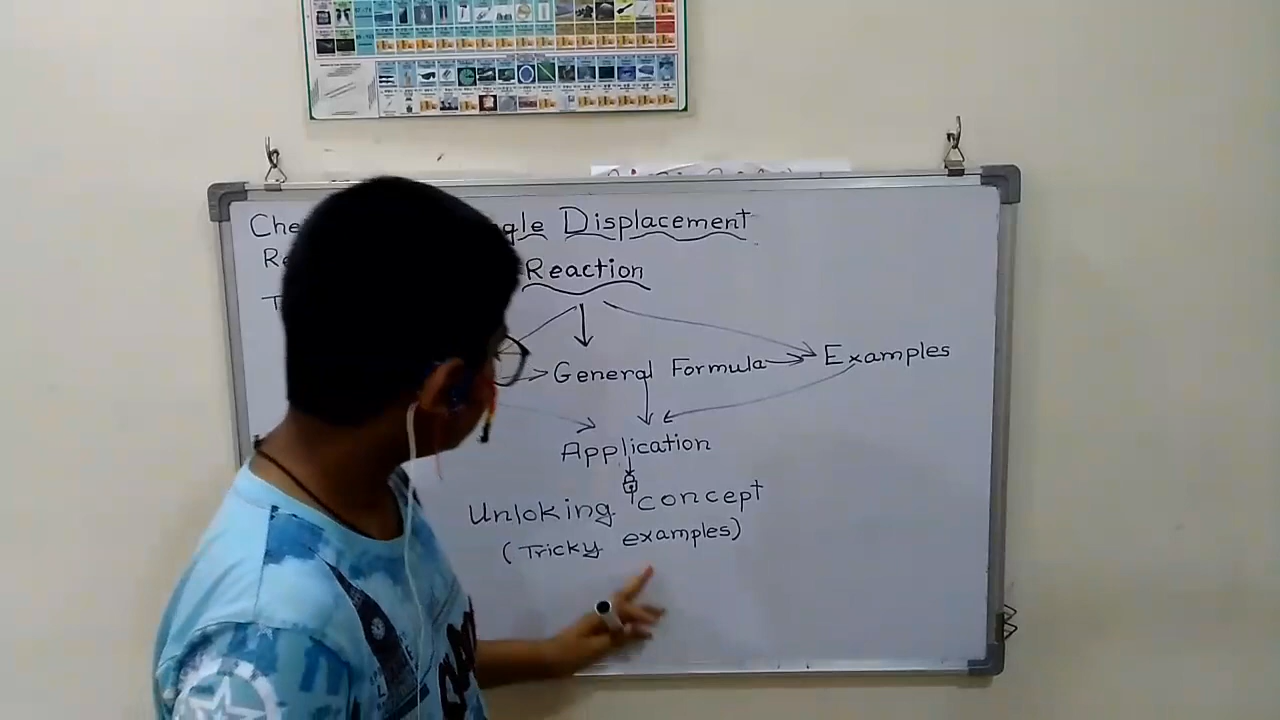 Che gle Displacement
Re Reaction
T
General Formula Examples
Application
Unloking concept
(Tricky examples)